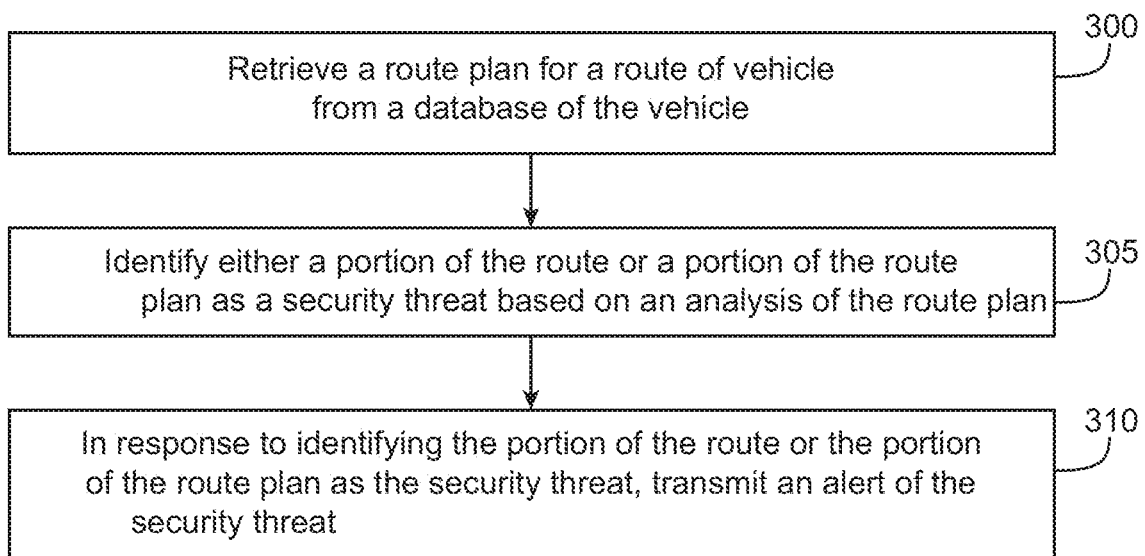 300
Retrieve a route plan for a route of vehicle
from a database of the vehicle
305
Identify either a portion of the route or a portion of the route
plan as a security threat based on an analysis of the route plan
310
In response to identifying the portion of the route or the portion
of the route plan as the security threat, transmit an alert of the
security threat